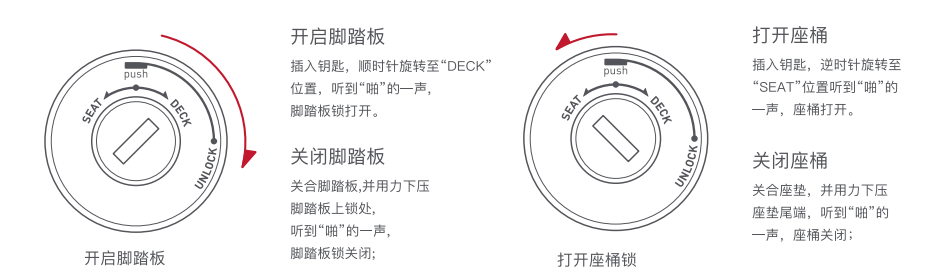 push
SEAT
DECK
UNLOCK
开启脚踏板
开启脚踏板
插入钥匙，顺时针旋转至“DECK”
位置，听到“啪”的一声，
脚踏板锁打开。
关闭脚踏板
关合脚踏板,并用力下压
脚踏板上锁处,
听到“啪”的一声，
脚踏板锁关闭;
push
SEAT
DECK
UNLOCK
打开座桶锁
打开座桶
插入钥匙，逆时针旋转至
“SEAT”位置听到“啪”的
一声，座桶打开。
关闭座桶
关合座垫，并用力下压
座垫尾端，听到“啪”的
一声，座桶关闭；